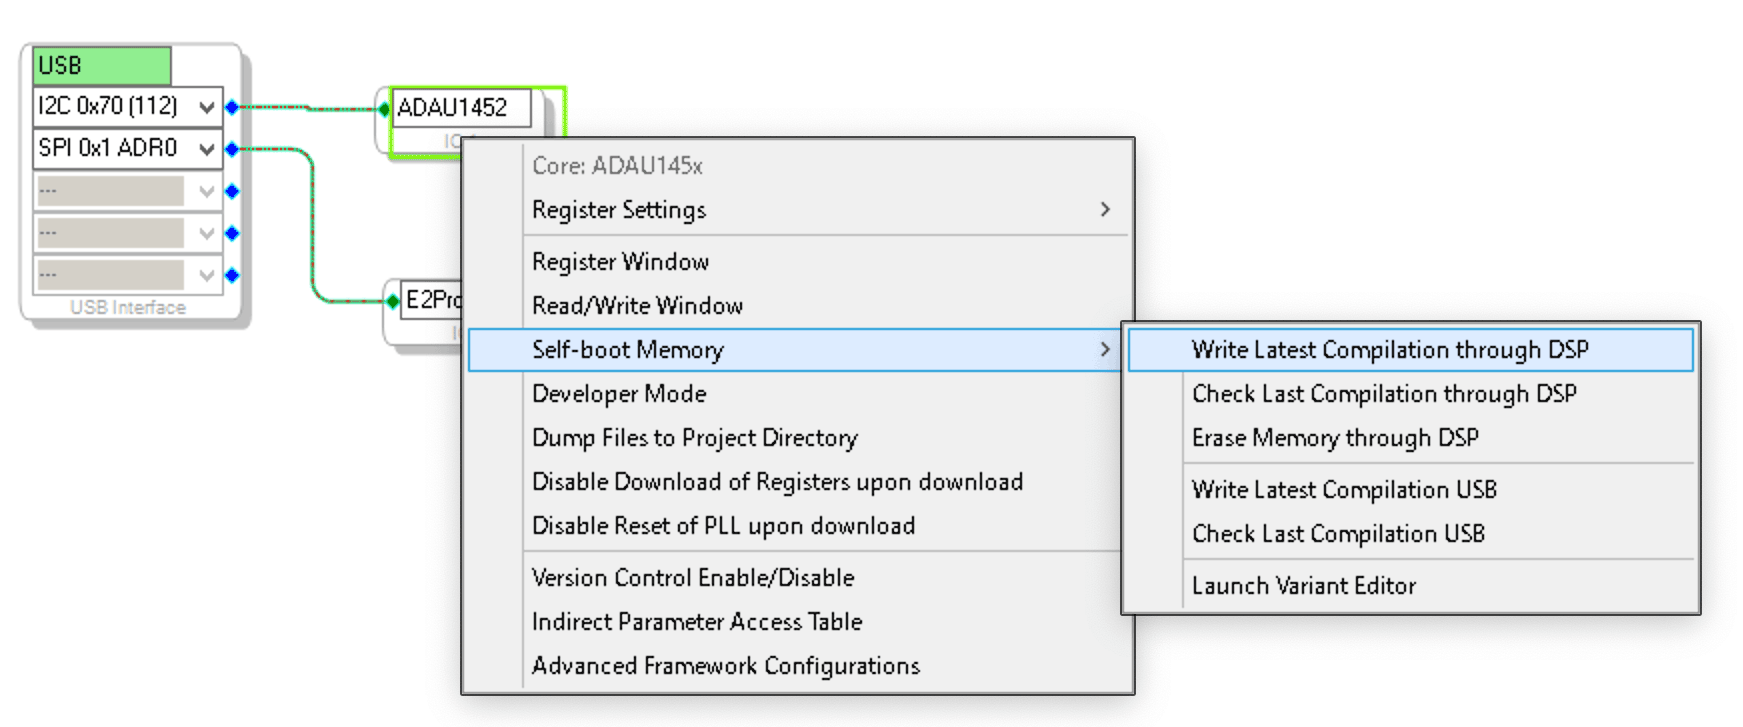 USB
I2C 0x70 (112)
SPI 0x1 ADR0
---
---
---
USB Interface
ADAU1452
IC
E2Pro
Core: ADAU145x
Register Settings
Register Window
Read/Write Window
Self-boot Memory
Developer Mode
Dump Files to Project Directory
Disable Download of Registers upon download
Disable Reset of PLL upon download
Version Control Enable/Disable
Indirect Parameter Access Table
Advanced Framework Configurations
Write Latest Compilation through DSP
Check Last Compilation through DSP
Erase Memory through DSP
Write Latest Compilation USB
Check Last Compilation USB
Launch Variant Editor